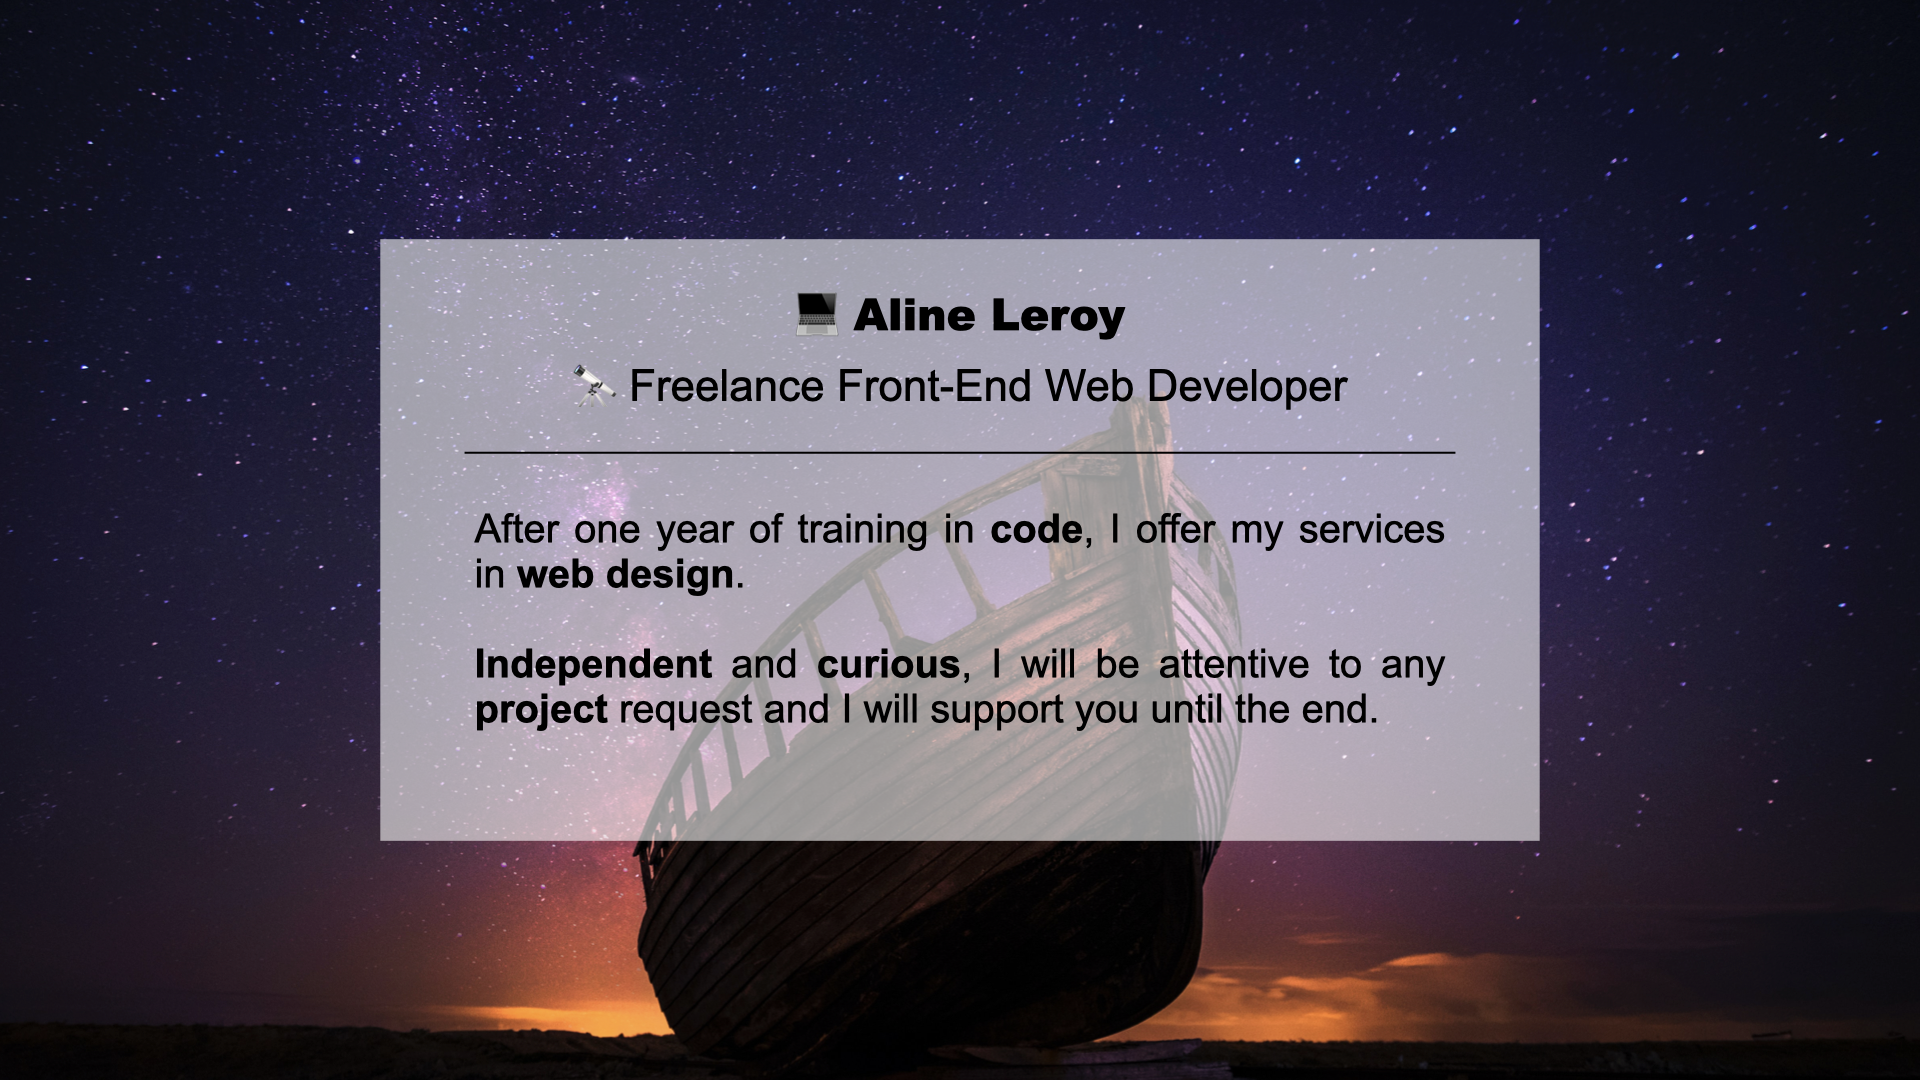 💻 Aline Leroy
🔭 Freelance Front-End Web Developer
After one year of training in code, I offer my services
in web design.
Independent and curious, I will be attentive to any
project request and I will support you until the end.